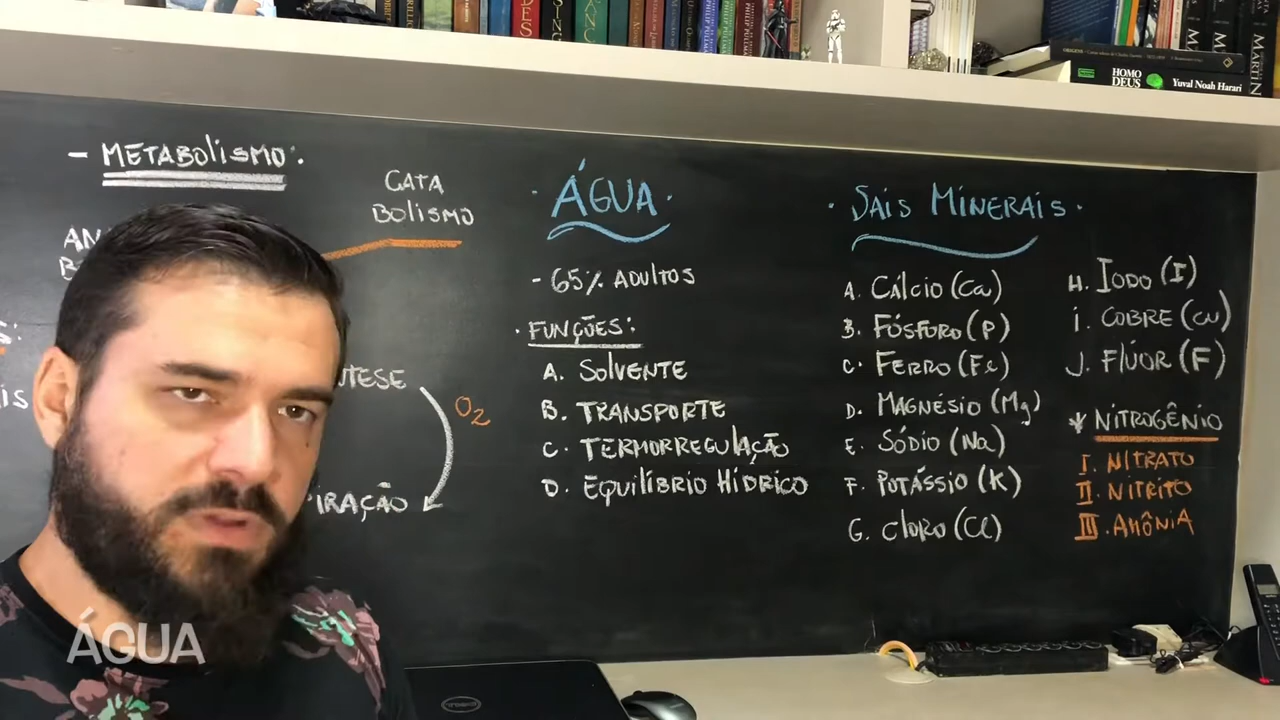 HOMO
DEUS
Yuval Noah Harari
MARTIN
- METABOLISMO:
CATA
BOLISMO
O2
IRAÇÃO
· ÁGUA ·
- 65% ADULTOS
· FUNÇÕES:
A. SOLVENTE
B. TRANSPORTE
C. TERMORREGULAÇÃO
D. EQUILÍBRIO HÍDRICO
· SAIS MINERAIS ·
A. CÁLCIO (Ca)
B. FÓSFORO (P)
C. FERRO (Fe)
D. MAGNÉSIO (Mg)
E. SÓDIO (Na)
F. POTÁSSIO (K)
G. CLORO (Cl)
H. IODO (I)
I. COBRE (Cu)
J. FLÚOR (F)
* NITROGÊNIO
I. NITRATO
II. NITRITO
III. AMÔNIA
ÁGUA